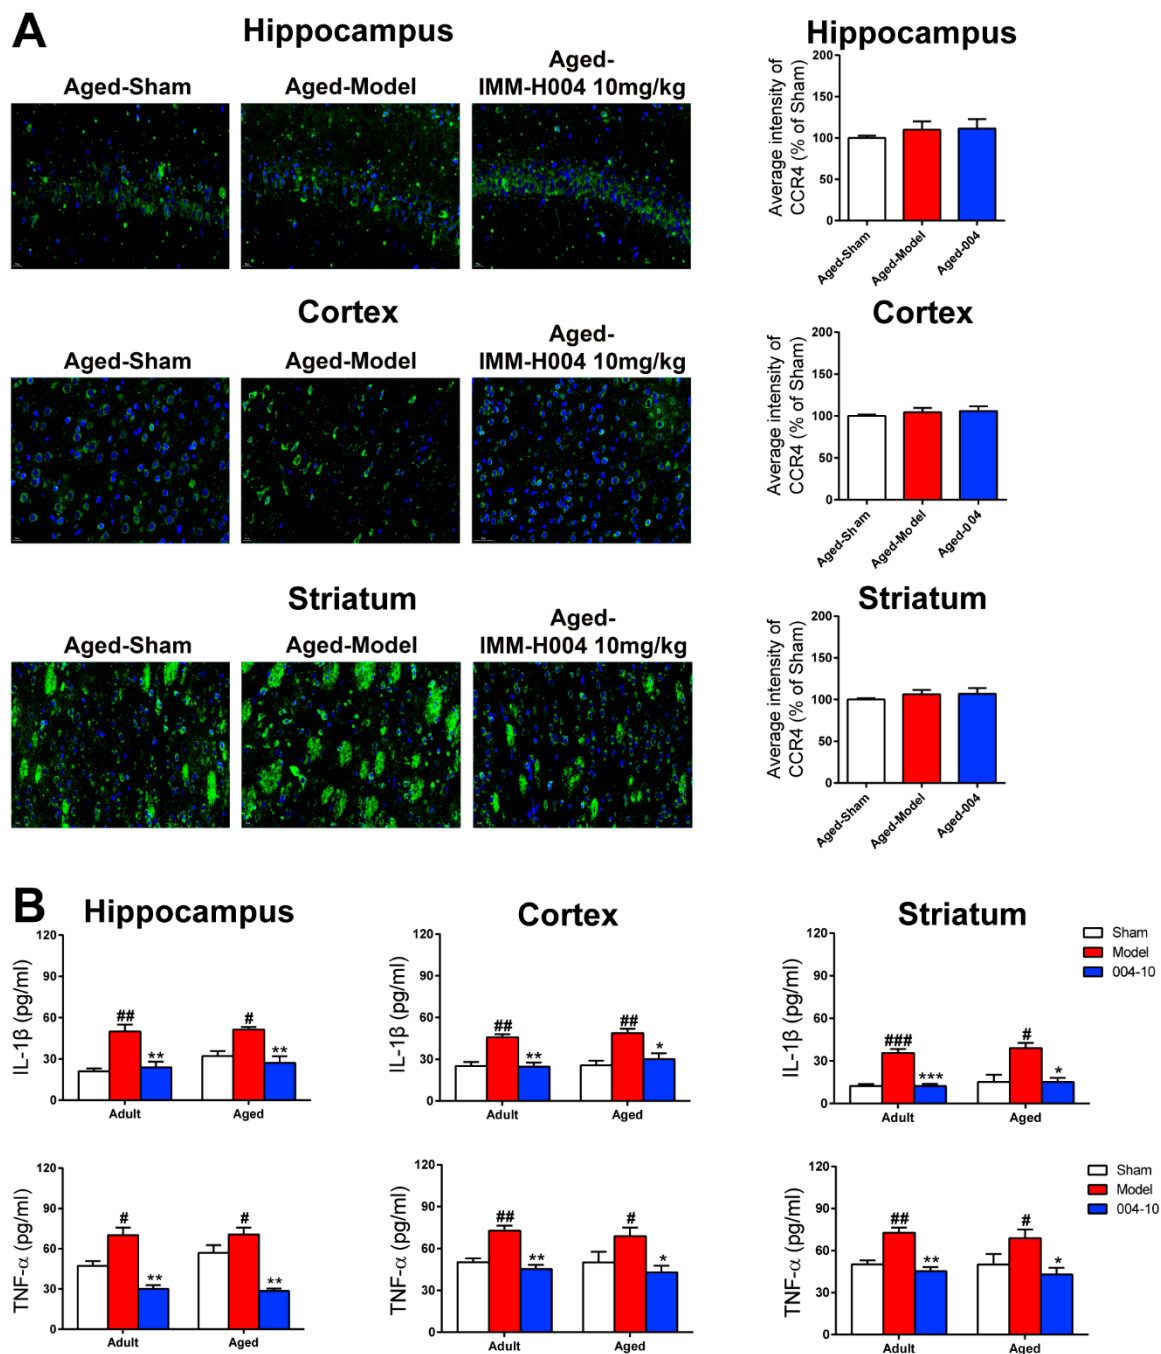 A
Hippocampus
Aged-Sham
Aged-Model
Aged-
IMM-H004 10mg/kg
Hippocampus
Average intensity of
CCR4 (% of Sham)
200
150
100
50
0
Aged-Sham
Aged-Model
Aged-004
Cortex
Aged-Sham
Aged-Model
Aged-
IMM-H004 10mg/kg
Cortex
Average intensity of
CCR4 (% of Sham)
200
150
100
50
0
Aged-Sham
Aged-Model
Aged-004
Striatum
Aged-Sham
Aged-Model
Aged-
IMM-H004 10mg/kg
Striatum
Average intensity of
CCR4 (% of Sham)
200
150
100
50
0
Aged-Sham
Aged-Model
Aged-004
B
Hippocampus
IL-1β (pg/ml)
120
90
60
30
0
##
**
#
**
Adult
Aged
Cortex
IL-1β (pg/ml)
120
90
60
30
0
##
**
##
*
Adult
Aged
Striatum
IL-1β (pg/ml)
120
90
60
30
0
###
***
#
*
Adult
Aged
Sham
Model
004-10
TNF-α (pg/ml)
120
90
60
30
0
#
**
#
**
Adult
Aged
TNF-α (pg/ml)
120
90
60
30
0
##
**
#
*
Adult
Aged
TNF-α (pg/ml)
120
90
60
30
0
##
**
#
*
Adult
Aged
Sham
Model
004-10